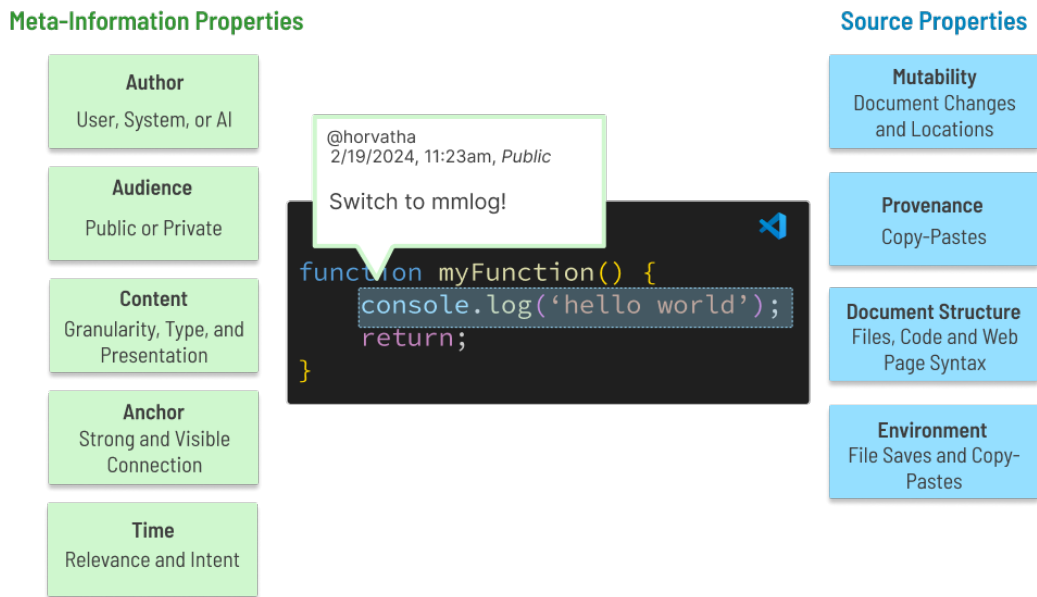 Meta-Information Properties
Author
User, System, or AI
Audience
Public or Private
Content
Granularity, Type, and
Presentation
Anchor
Strong and Visible
Connection
Time
Relevance and Intent
@horvatha
2/19/2024, 11:23am, Public
Switch to mmlog!
function myFunction() {
console.log(‘hello world’);
return;
}
Source Properties
Mutability
Document Changes
and Locations
Provenance
Copy-Pastes
Document Structure
Files, Code and Web
Page Syntax
Environment
File Saves and Copy-
Pastes